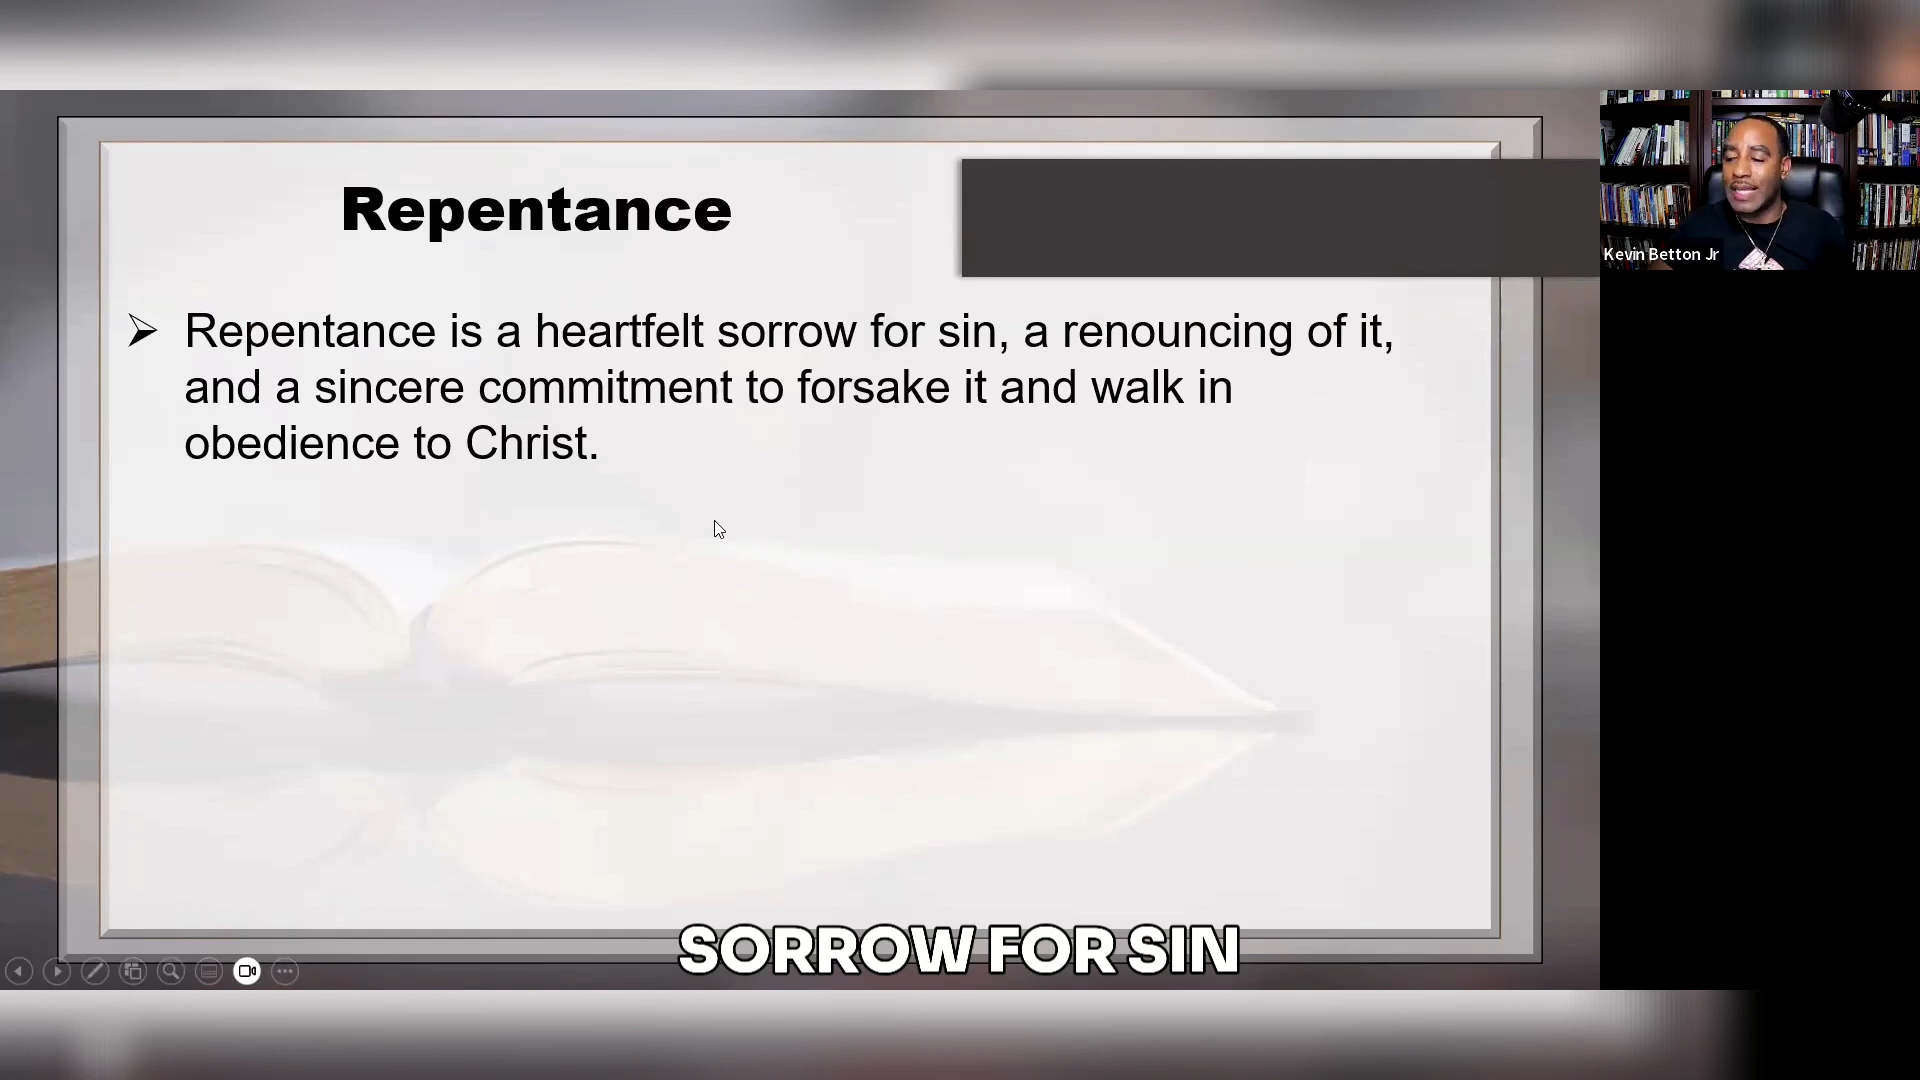 Repentance
Kevin Betton Jr
➢ Repentance is a heartfelt sorrow for sin, a renouncing of it,
and a sincere commitment to forsake it and walk in
obedience to Christ.
SORROW FOR SIN